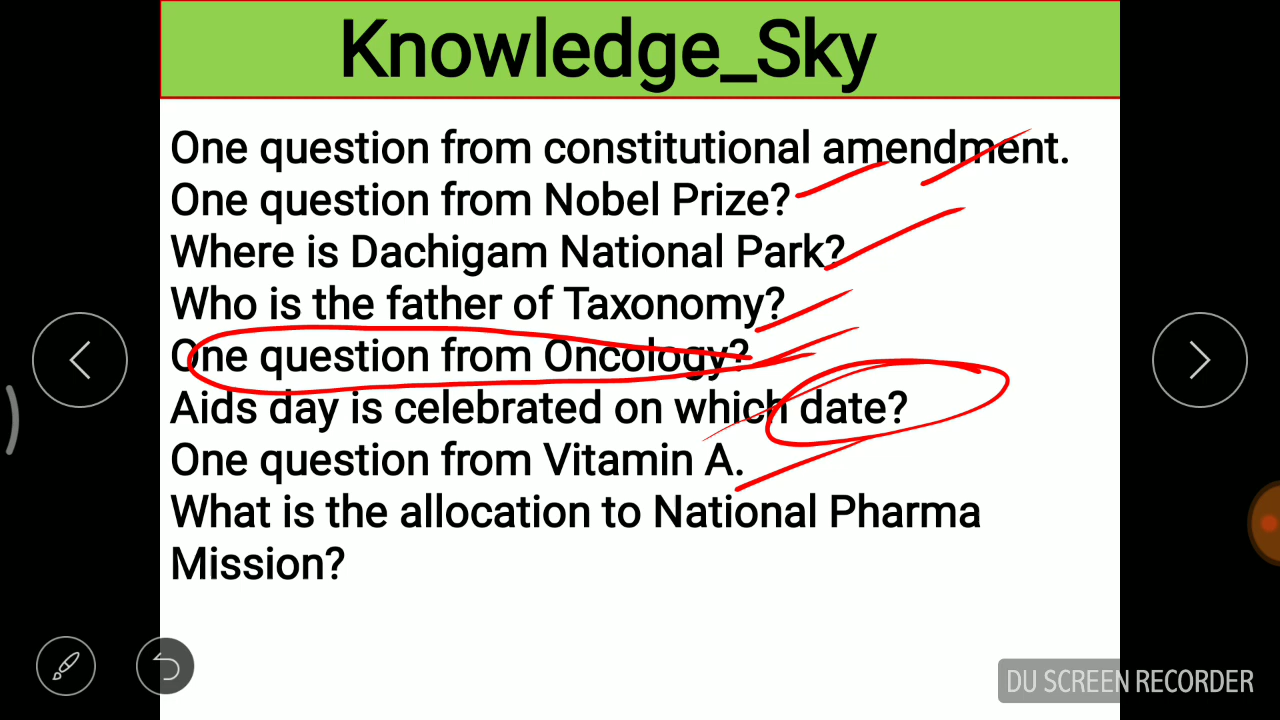 Knowledge_Sky
One question from constitutional amendment.
One question from Nobel Prize?
Where is Dachigam National Park?
Who is the father of Taxonomy?
One question from Oncology?
Aids day is celebrated on which date?
One question from Vitamin A.
What is the allocation to National Pharma
Mission?
DU SCREEN RECORDER